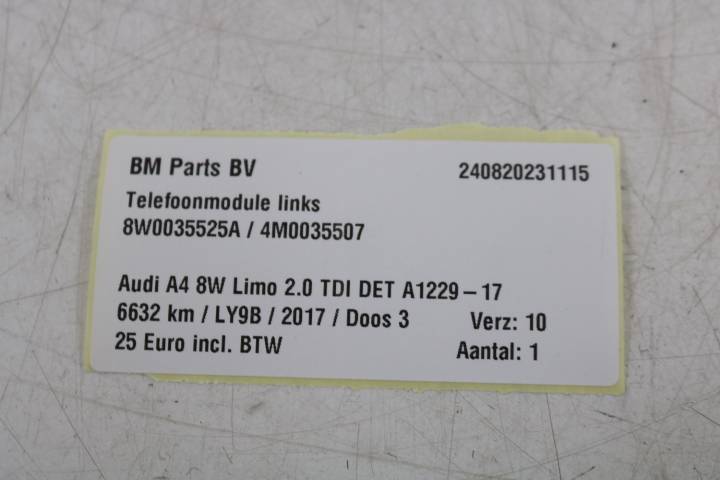 BM Parts BV 240820231115
Telefoonmodule links
8W0035525A / 4M0035507
Audi A4 8W Limo 2.0 TDI DET A1229 – 17
6632 km / LY9B / 2017 / Doos 3 Verz: 10
25 Euro incl. BTW Aantal: 1